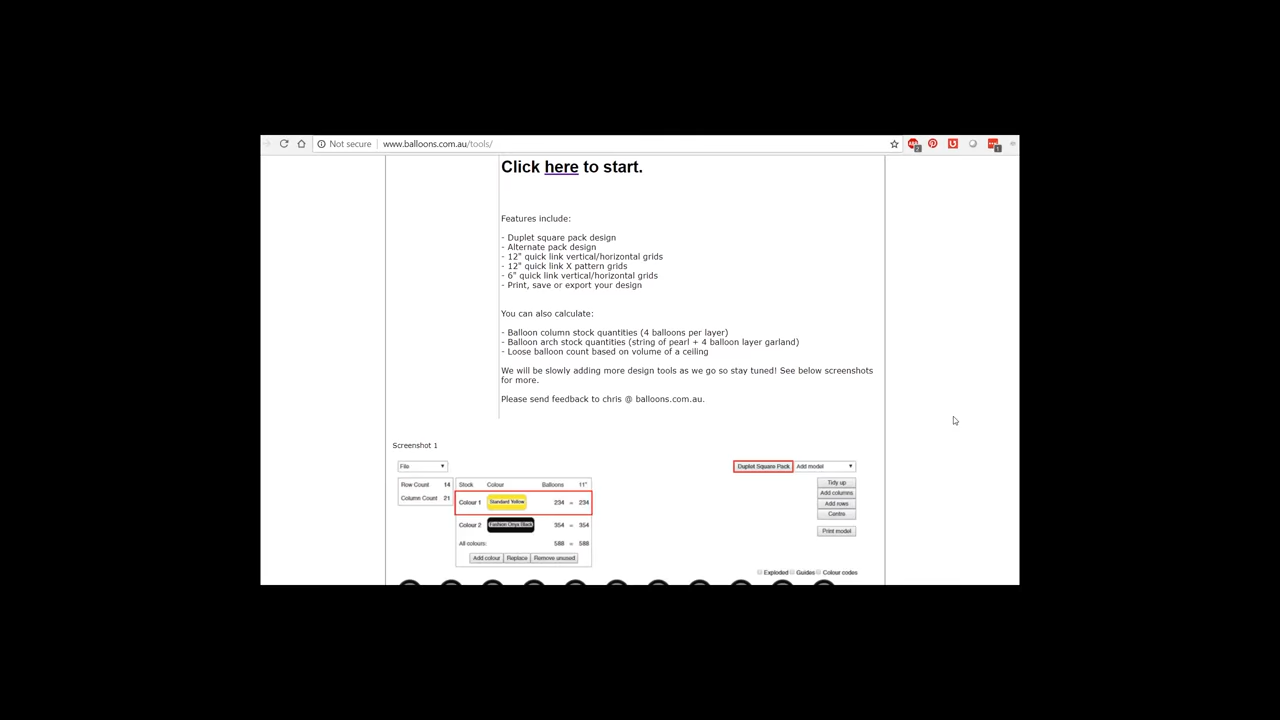 Not secure
www.balloons.com.au/tools/
2
1
Click here to start.
Features include:
- Duplet square pack design
- Alternate pack design
- 12" quick link vertical/horizontal grids
- 12" quick link X pattern grids
- 6" quick link vertical/horizontal grids
- Print, save or export your design
You can also calculate:
- Balloon column stock quantities (4 balloons per layer)
- Balloon arch stock quantities (string of pearl + 4 balloon layer garland)
- Loose balloon count based on volume of a ceiling
We will be slowly adding more design tools as we go so stay tuned! See below screenshots
for more.
Please send feedback to chris @ balloons.com.au.
Screenshot 1
File
Duplet Square Pack
Add model
Row Count 14
Column Count 21
Stock Colour Balloons 11"
Colour 1 Standard Yellow 234 = 234
Colour 2 Fashion Onyx Black 354 = 354
All colours: 588 = 588
Add colour Replace Remove unused
Tidy up
Add columns
Add rows
Centre
Print model
Exploded Guides Colour codes